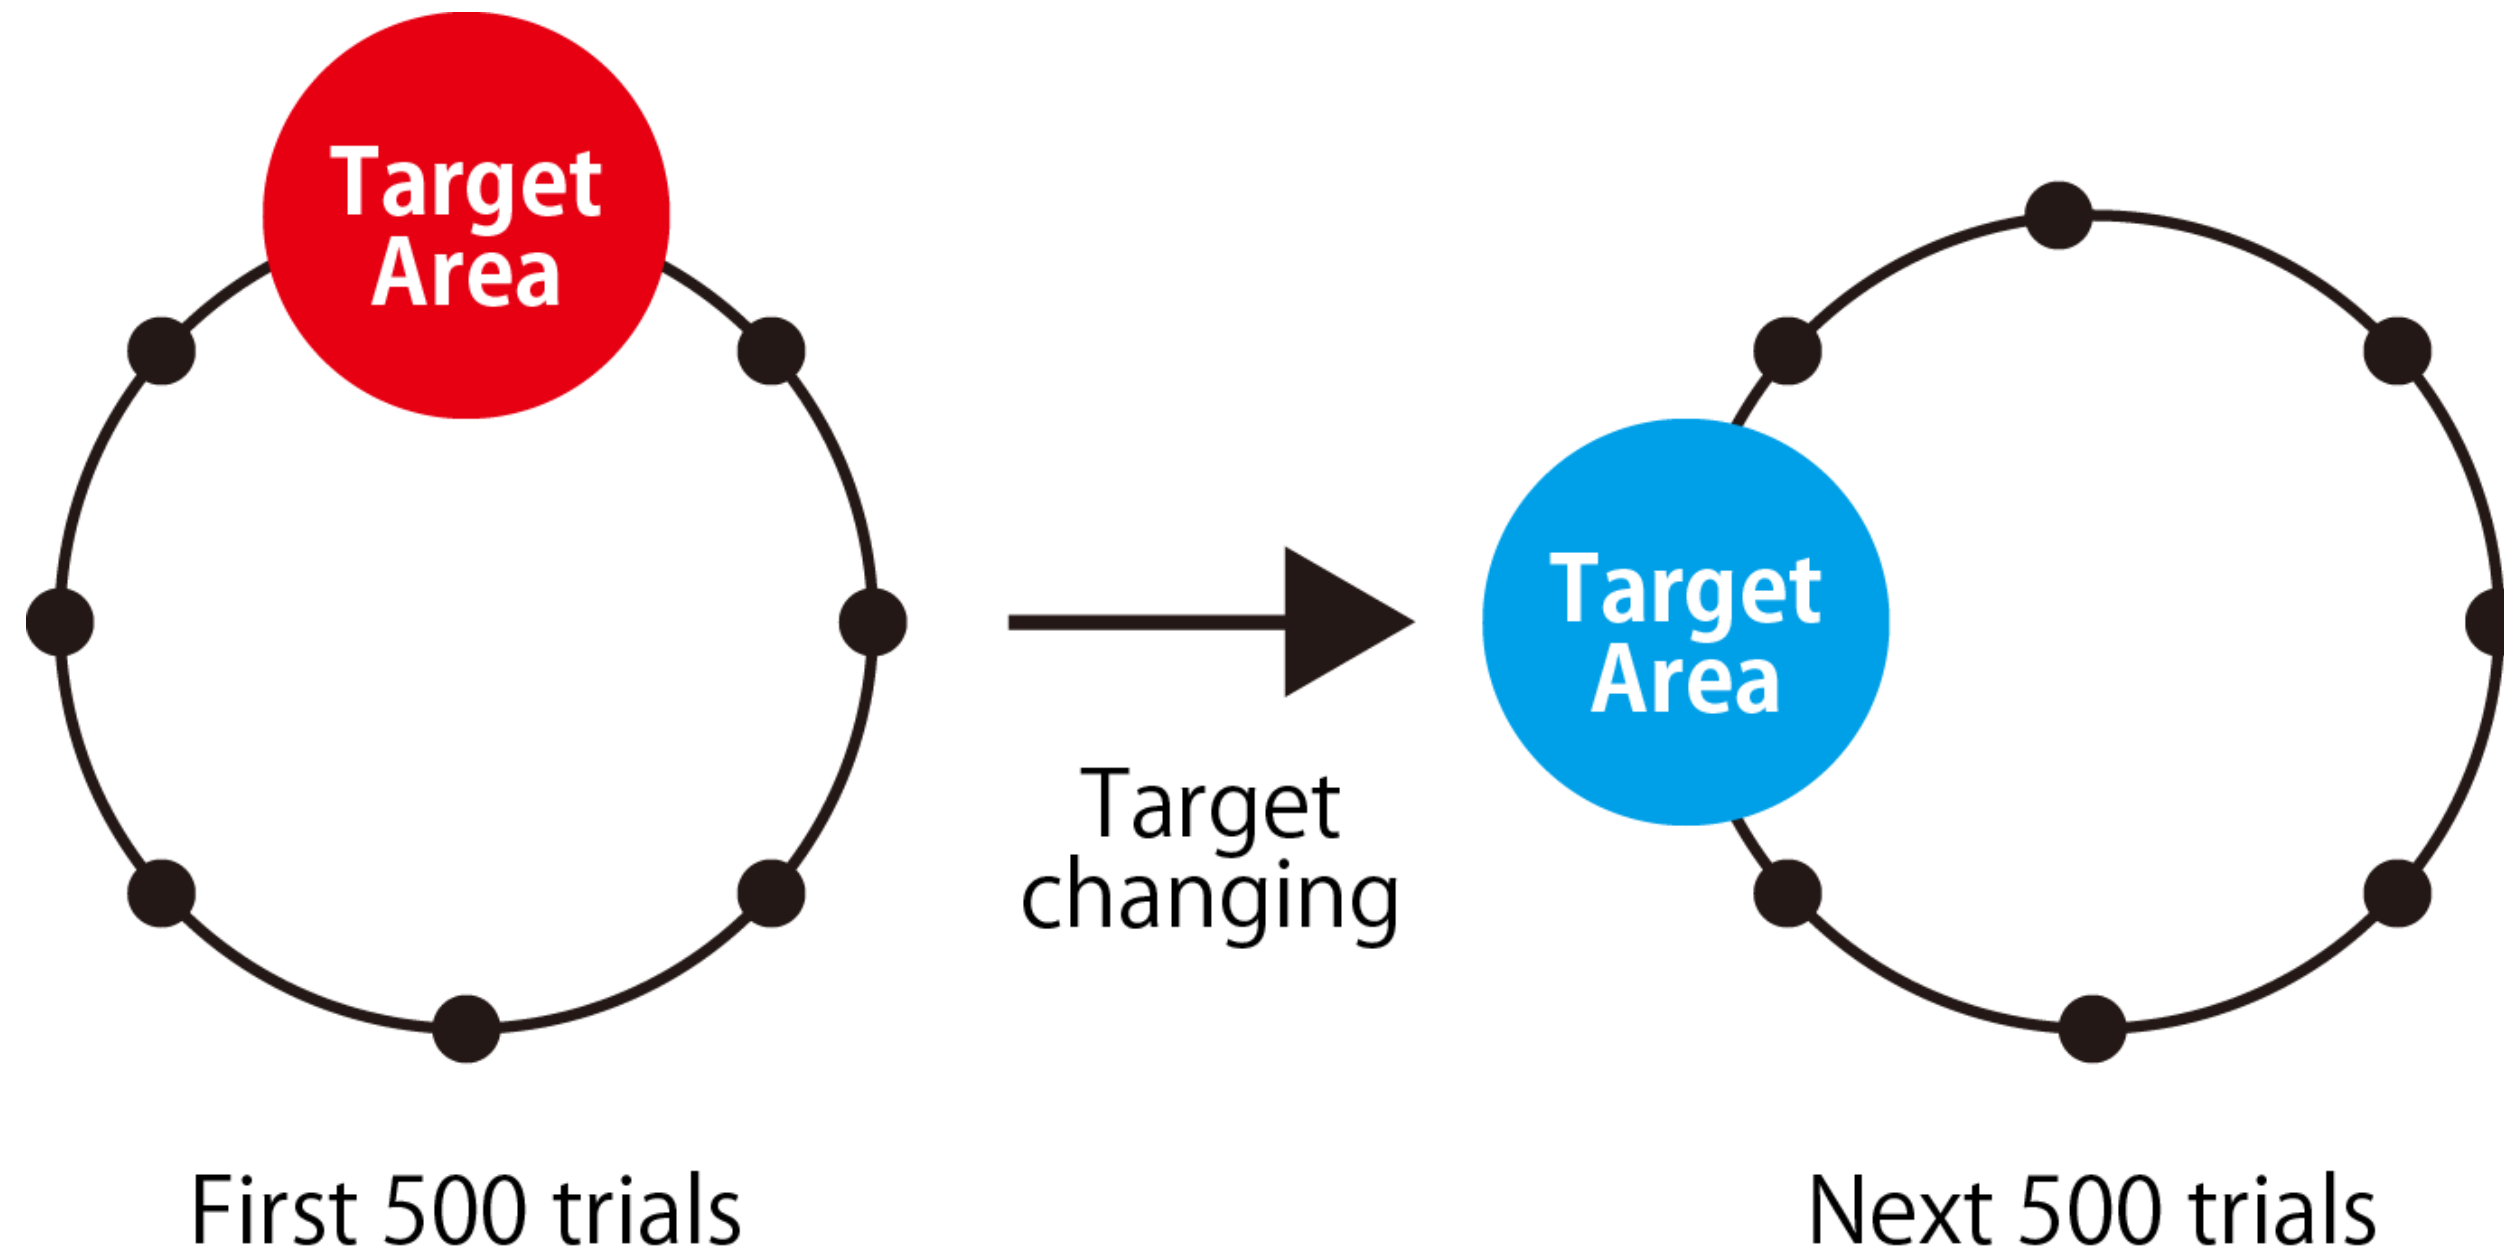 Target
Area
Target
Area
Target
changing
First 500 trials
Next 500 trials